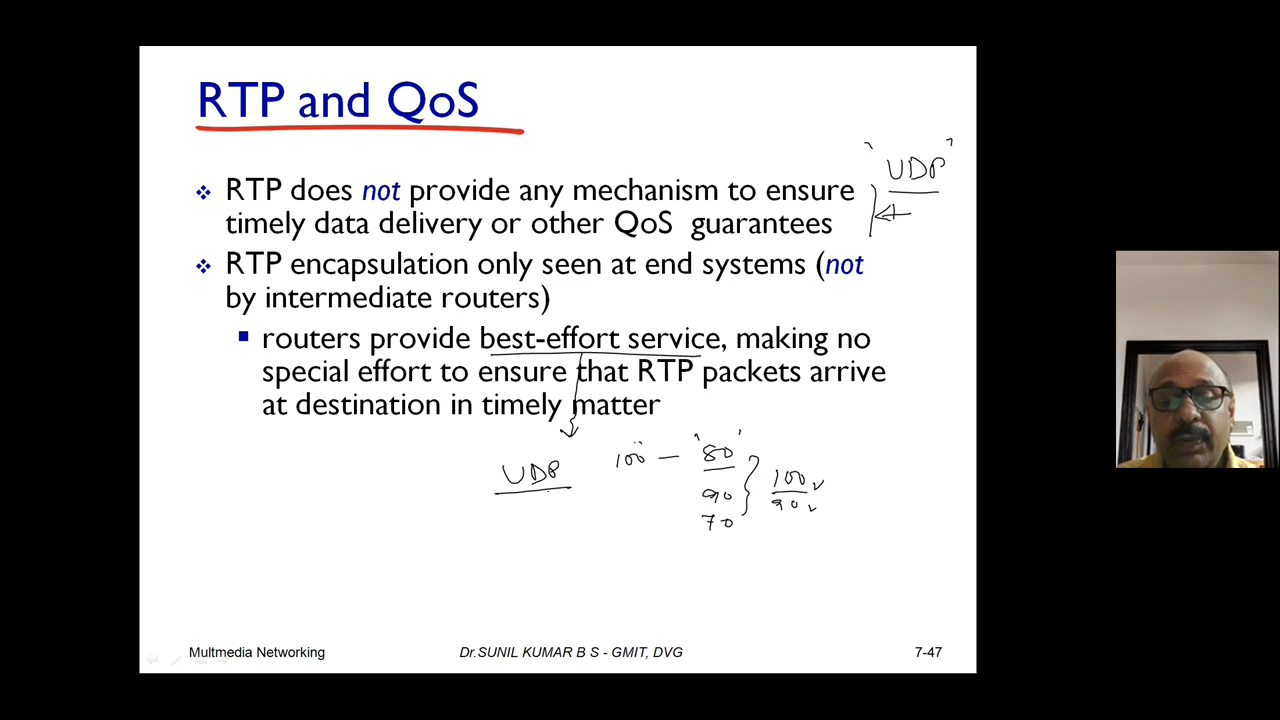 RTP and QoS
"UDP"
❖ RTP does not provide any mechanism to ensure
timely data delivery or other QoS guarantees
❖ RTP encapsulation only seen at end systems (not
by intermediate routers)
▪ routers provide best-effort service, making no
special effort to ensure that RTP packets arrive
at destination in timely matter
UDP
100 – '80'
90
70
100
90
Multmedia Networking
Dr.SUNIL KUMAR B S - GMIT, DVG
7-47